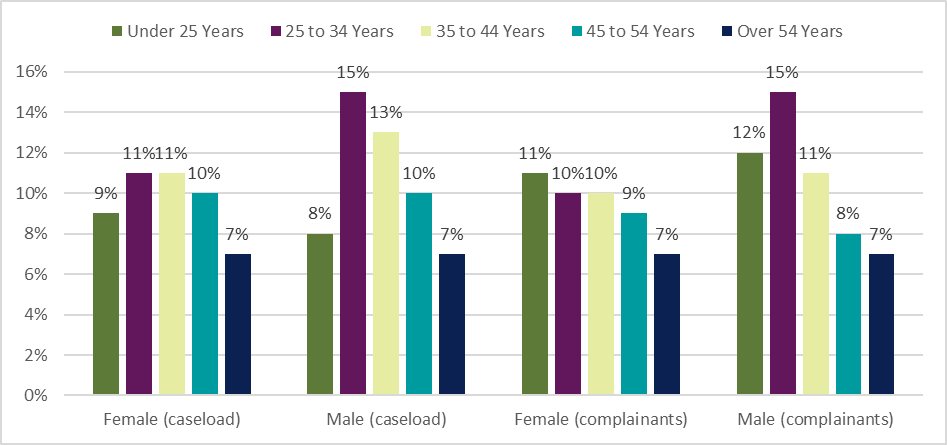 Under 25 Years 25 to 34 Years 35 to 44 Years 45 to 54 Years Over 54 Years
16%
14%
12%
10%
8%
6%
4%
2%
0%
9% 11% 11% 10% 7%
8% 15% 13% 10% 7%
11% 10% 10% 9% 7%
12% 15% 11% 8% 7%
Female (caseload) Male (caseload) Female (complainants) Male (complainants)